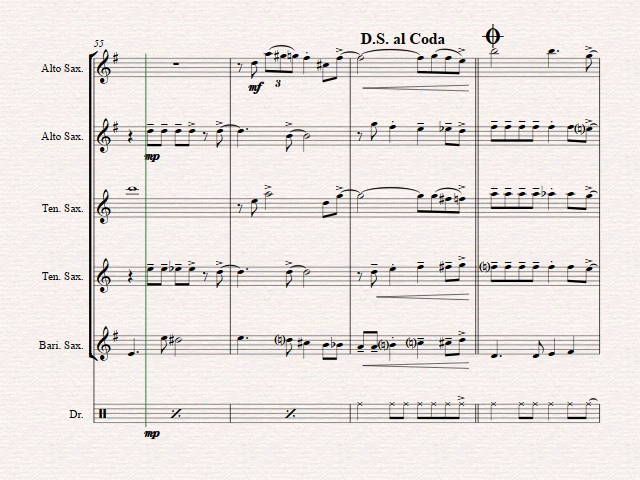 D.S. al Coda
55
Alto Sax.
mf
3
Alto Sax.
mp
Ten. Sax.
Ten. Sax.
Bari. Sax.
Dr.
mp